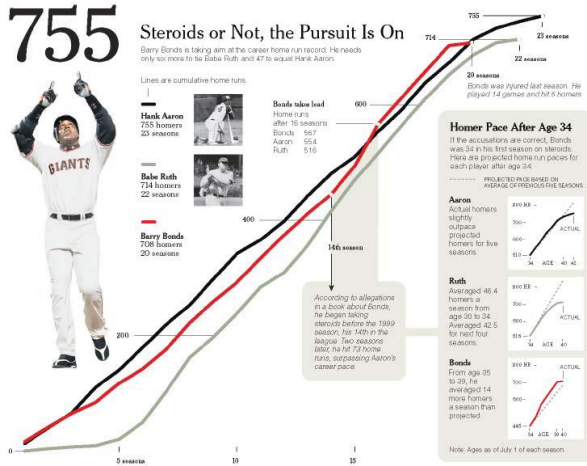 755
Steroids or Not, the Pursuit Is On
Barry Bonds is taking aim at the career home run record. He needs
only six more to tie Babe Ruth and 47 to equal Hank Aaron.
Lines are cumulative home runs.
Hank Aaron
755 homers
23 seasons
Babe Ruth
714 homers
22 seasons
Barry Bonds
708 homers
20 seasons
GIANTS
Bonds takes lead
Home runs
after 16 seasons
Bonds 567
Aaron 554
Ruth 516
755
23
seasons
714
22
seasons
20
seasons
Bonds was injured last season. He
played 14 games and hit 5 homers.
600
400
200
0
14th season
According to allegations
in a book about Bonds,
he began taking
steroids before the 1999
season, his 14th in the
league. Two seasons
later, he hit 73 home
runs, surpassing Aaron's
career pace.
5 seasons
10
15
Homer Pace After Age 34
If the accusations are correct, Bonds
was 34 in his first season on steroids.
Here are projected home run paces for
each player after age 34.
PROJECTED PACE BASED ON
AVERAGE OF PREVIOUS FIVE SEASONS
Aaron
Actual homers
slightly
outpace
projected
homers for five
seasons.
800 HR
700
ACTUAL
34 AGE 40 42
Ruth
Averaged 46.4
homers a
season from
age 30 to 34.
Averaged 42.5
for next four
seasons.
800 HR
700
ACTUAL
34 AGE 40
Bonds
From age 35
to 39, he
averaged 14
more homers
a season than
projected.
800 HR
700
ACTUAL
445
34 AGE 39 40
Note: Ages as of July 1 of each season.